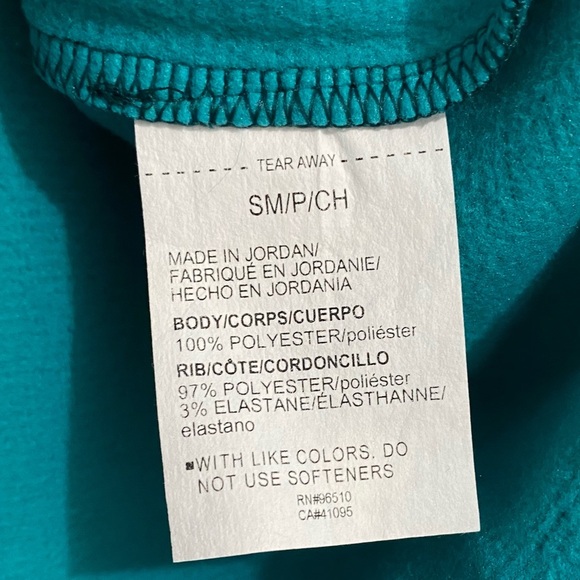 TEAR AWAY
SM/P/CH
MADE IN JORDAN/
FABRIQUÉ EN JORDANIE/
HECHO EN JORDANIA
BODY/CORPS/CUERPO
100% POLYESTER/poliéster
RIB/CÔTE/CORDONCILLO
97% POLYESTER/poliéster
3% ELASTANE/ÉLASTHANNE/
elastano
WITH LIKE COLORS. DO
NOT USE SOFTENERS
RN#96510
CA#41095